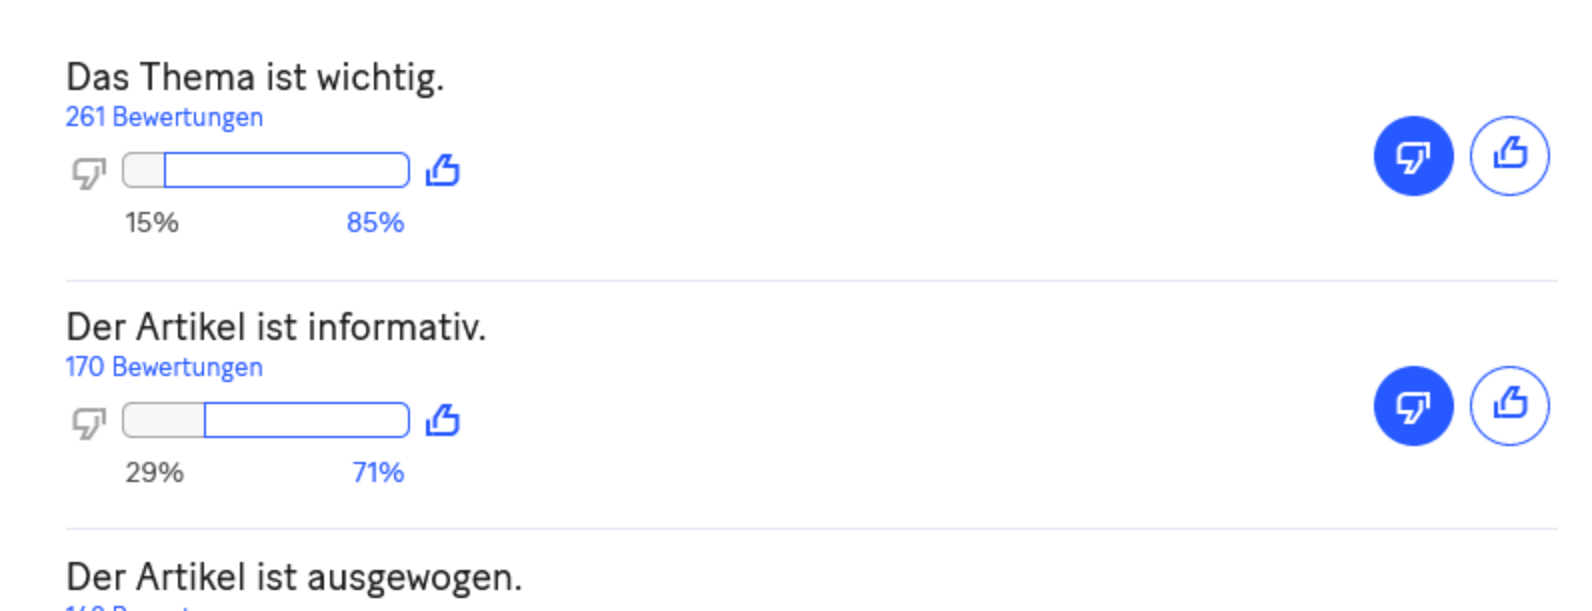 Das Thema ist wichtig.
261 Bewertungen
15% 85%
Der Artikel ist informativ.
170 Bewertungen
29% 71%
Der Artikel ist ausgewogen.